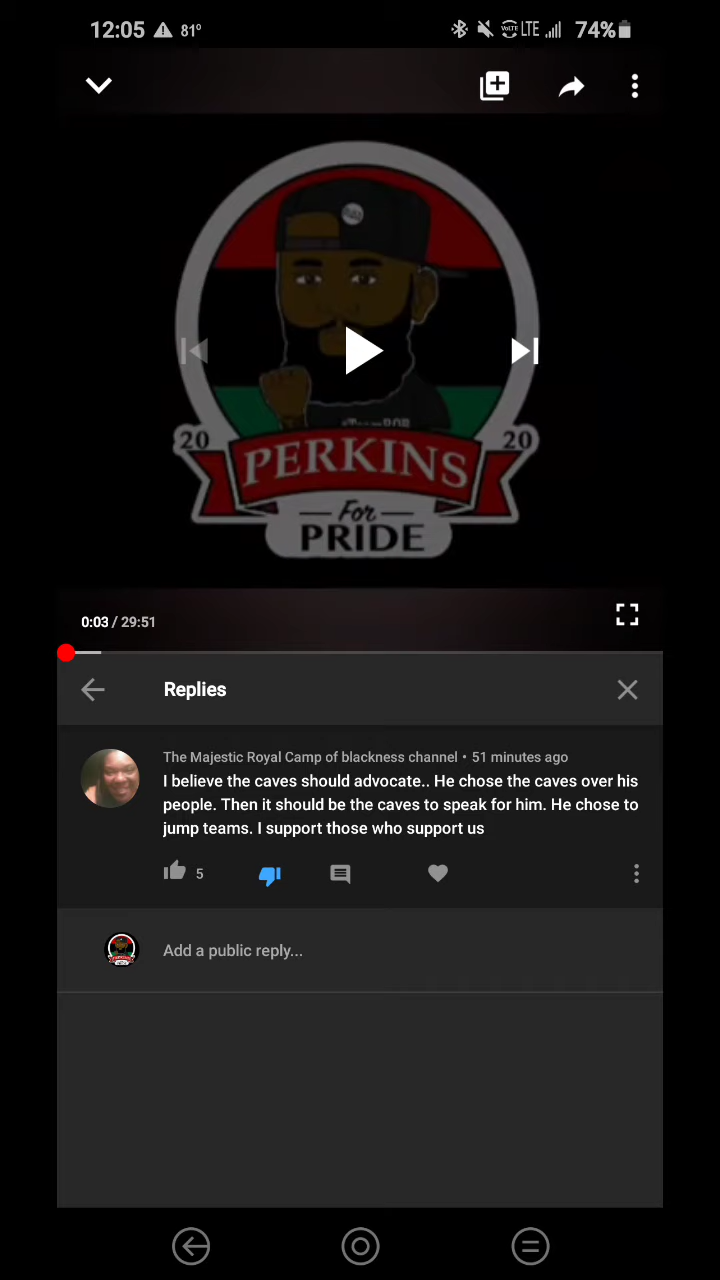 12:05 81° VoLTE LTE 74%
20 20
PERKINS
For
PRIDE
0:03 / 29:51
Replies
The Majestic Royal Camp of blackness channel • 51 minutes ago
I believe the caves should advocate.. He chose the caves over his
people. Then it should be the caves to speak for him. He chose to
jump teams. I support those who support us
5
Add a public reply...